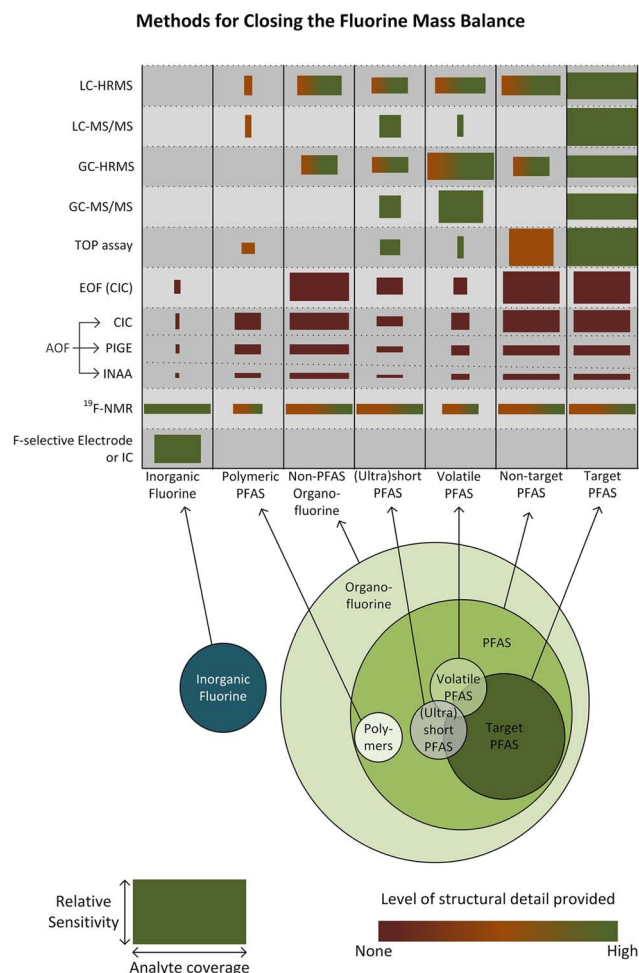 Methods for Closing the Fluorine Mass Balance
LC-HRMS
LC-MS/MS
GC-HRMS
GC-MS/MS
TOP assay
EOF (CIC)
CIC
AOF
PIGE
INAA
¹⁹F-NMR
F-selective Electrode
or IC
Inorganic
Fluorine
Polymeric
PFAS
Non-PFAS
Organo-
fluorine
(Ultra)short
PFAS
Volatile
PFAS
Non-target
PFAS
Target
PFAS
Organo-
fluorine
PFAS
Inorganic
Fluorine
Volatile
PFAS
(Ultra)
short
PFAS
Poly-
mers
Target
PFAS
Relative
Sensitivity
Analyte coverage
Level of structural detail provided
None
High